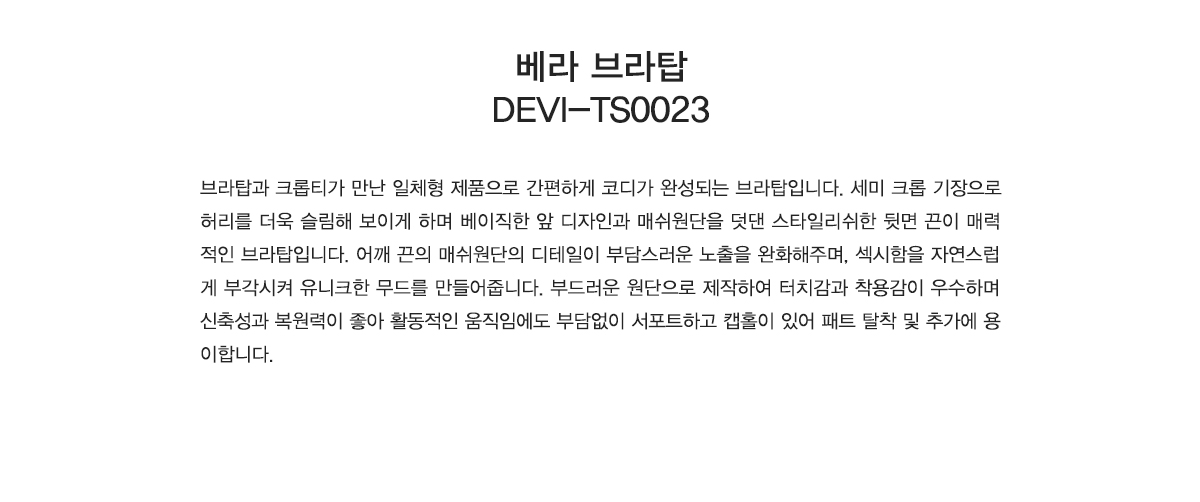 베라 브라탑
DEVI-TS0023
브라탑과 크롭티가 만난 일체형 제품으로 간편하게 코디가 완성되는 브라탑입니다. 세미 크롭 기장으로
허리를 더욱 슬림해 보이게 하며 베이직한 앞 디자인과 매쉬원단을 덧댄 스타일리쉬한 뒷면 끈이 매력
적인 브라탑입니다. 어깨 끈의 매쉬원단의 디테일이 부담스러운 노출을 완화해주며, 섹시함을 자연스럽
게 부각시켜 유니크한 무드를 만들어줍니다. 부드러운 원단으로 제작하여 터치감과 착용감이 우수하며
신축성과 복원력이 좋아 활동적인 움직임에도 부담없이 서포트하고 캡홀이 있어 패트 탈착 및 추가에 용
이합니다.